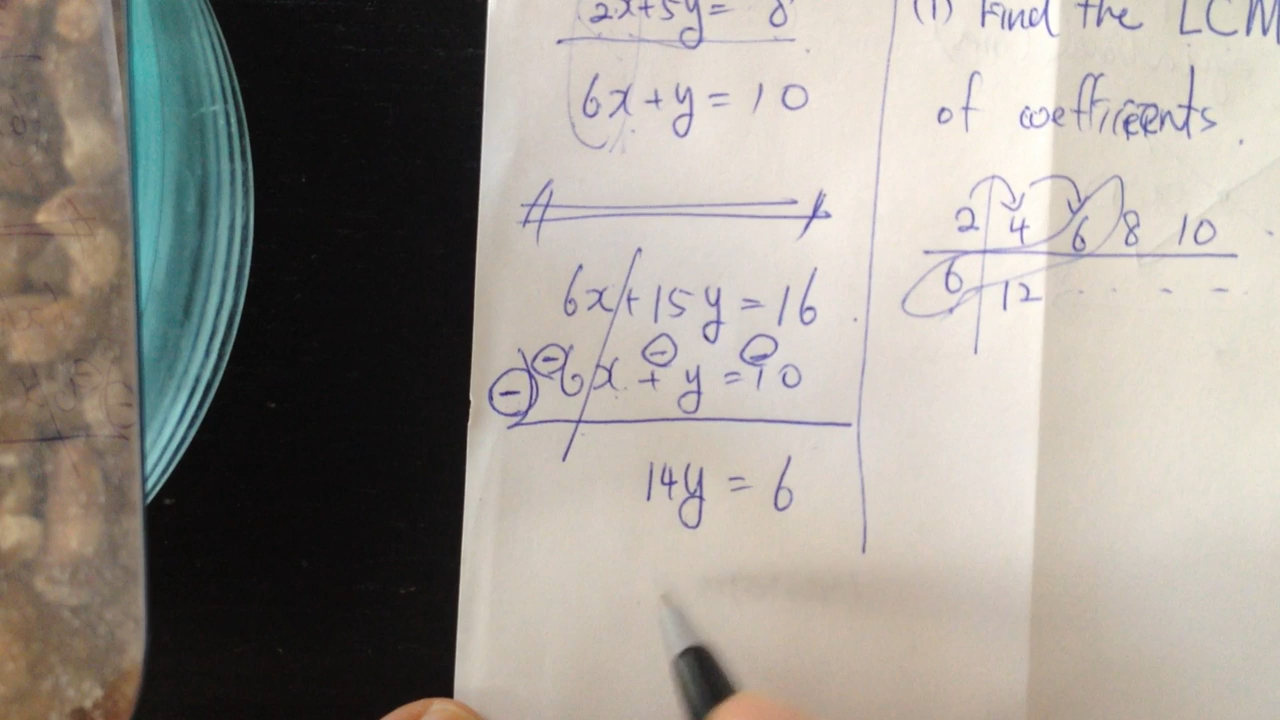 2x+5y= 8
6x+y=10
6x+15y=16
-) -6x + - y = - 10
14y = 6
(1) Find the LCM
of coefficients.
2 4 6 8 10
6 12 - -